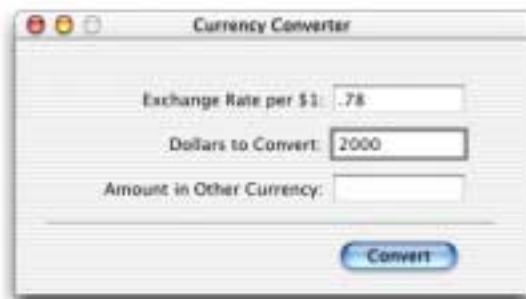 Currency Converter
Exchange Rate per $1: .78
Dollars to Convert: 2000
Amount in Other Currency:
Convert